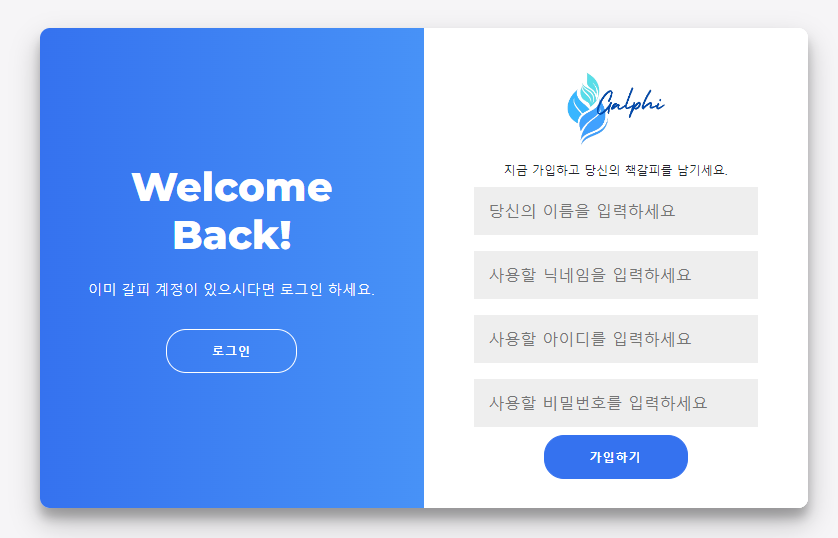 Welcome
Back!
이미 갈피 계정이 있으시다면 로그인 하세요.
로그인
Galphi
지금 가입하고 당신의 책갈피를 남기세요.
당신의 이름을 입력하세요
사용할 닉네임을 입력하세요
사용할 아이디를 입력하세요
사용할 비밀번호를 입력하세요
가입하기